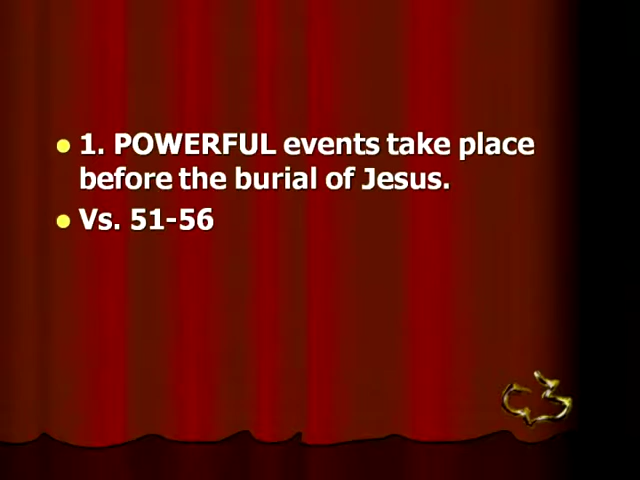 1. POWERFUL events take place
before the burial of Jesus.
Vs. 51-56